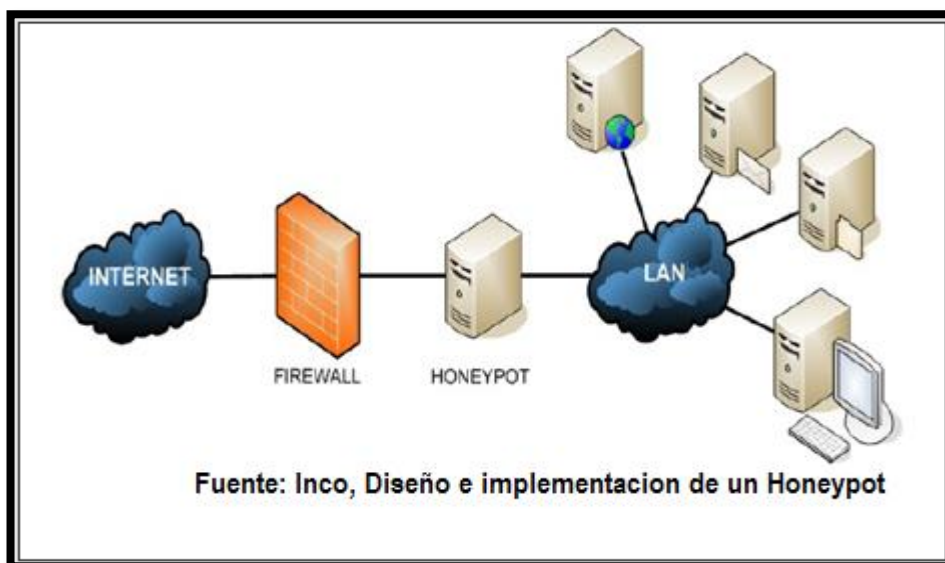 INTERNET
FIREWALL
HONEYPOT
LAN
Fuente: Inco, Diseño e implementacion de un Honeypot